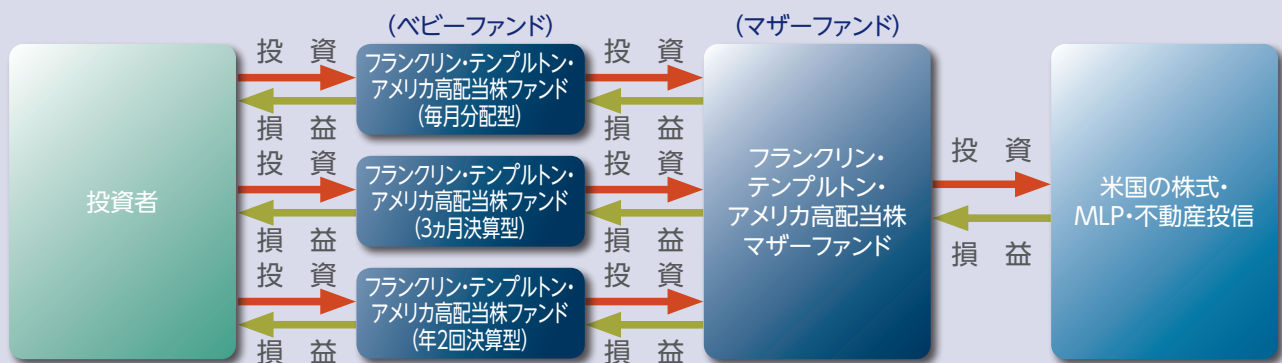 (ベビーファンド)
(マザーファンド)
投資者
投 資
損 益
フランクリン・テンプルトン・
アメリカ高配当株ファンド
(毎月分配型)
投 資
損 益
投 資
損 益
フランクリン・テンプルトン・
アメリカ高配当株ファンド
(3ヵ月決算型)
投 資
損 益
投 資
損 益
フランクリン・テンプルトン・
アメリカ高配当株ファンド
(年2回決算型)
投 資
損 益
フランクリン・
テンプルトン・
アメリカ高配当株
マザーファンド
投 資
損 益
米国の株式・
MLP・不動産投信